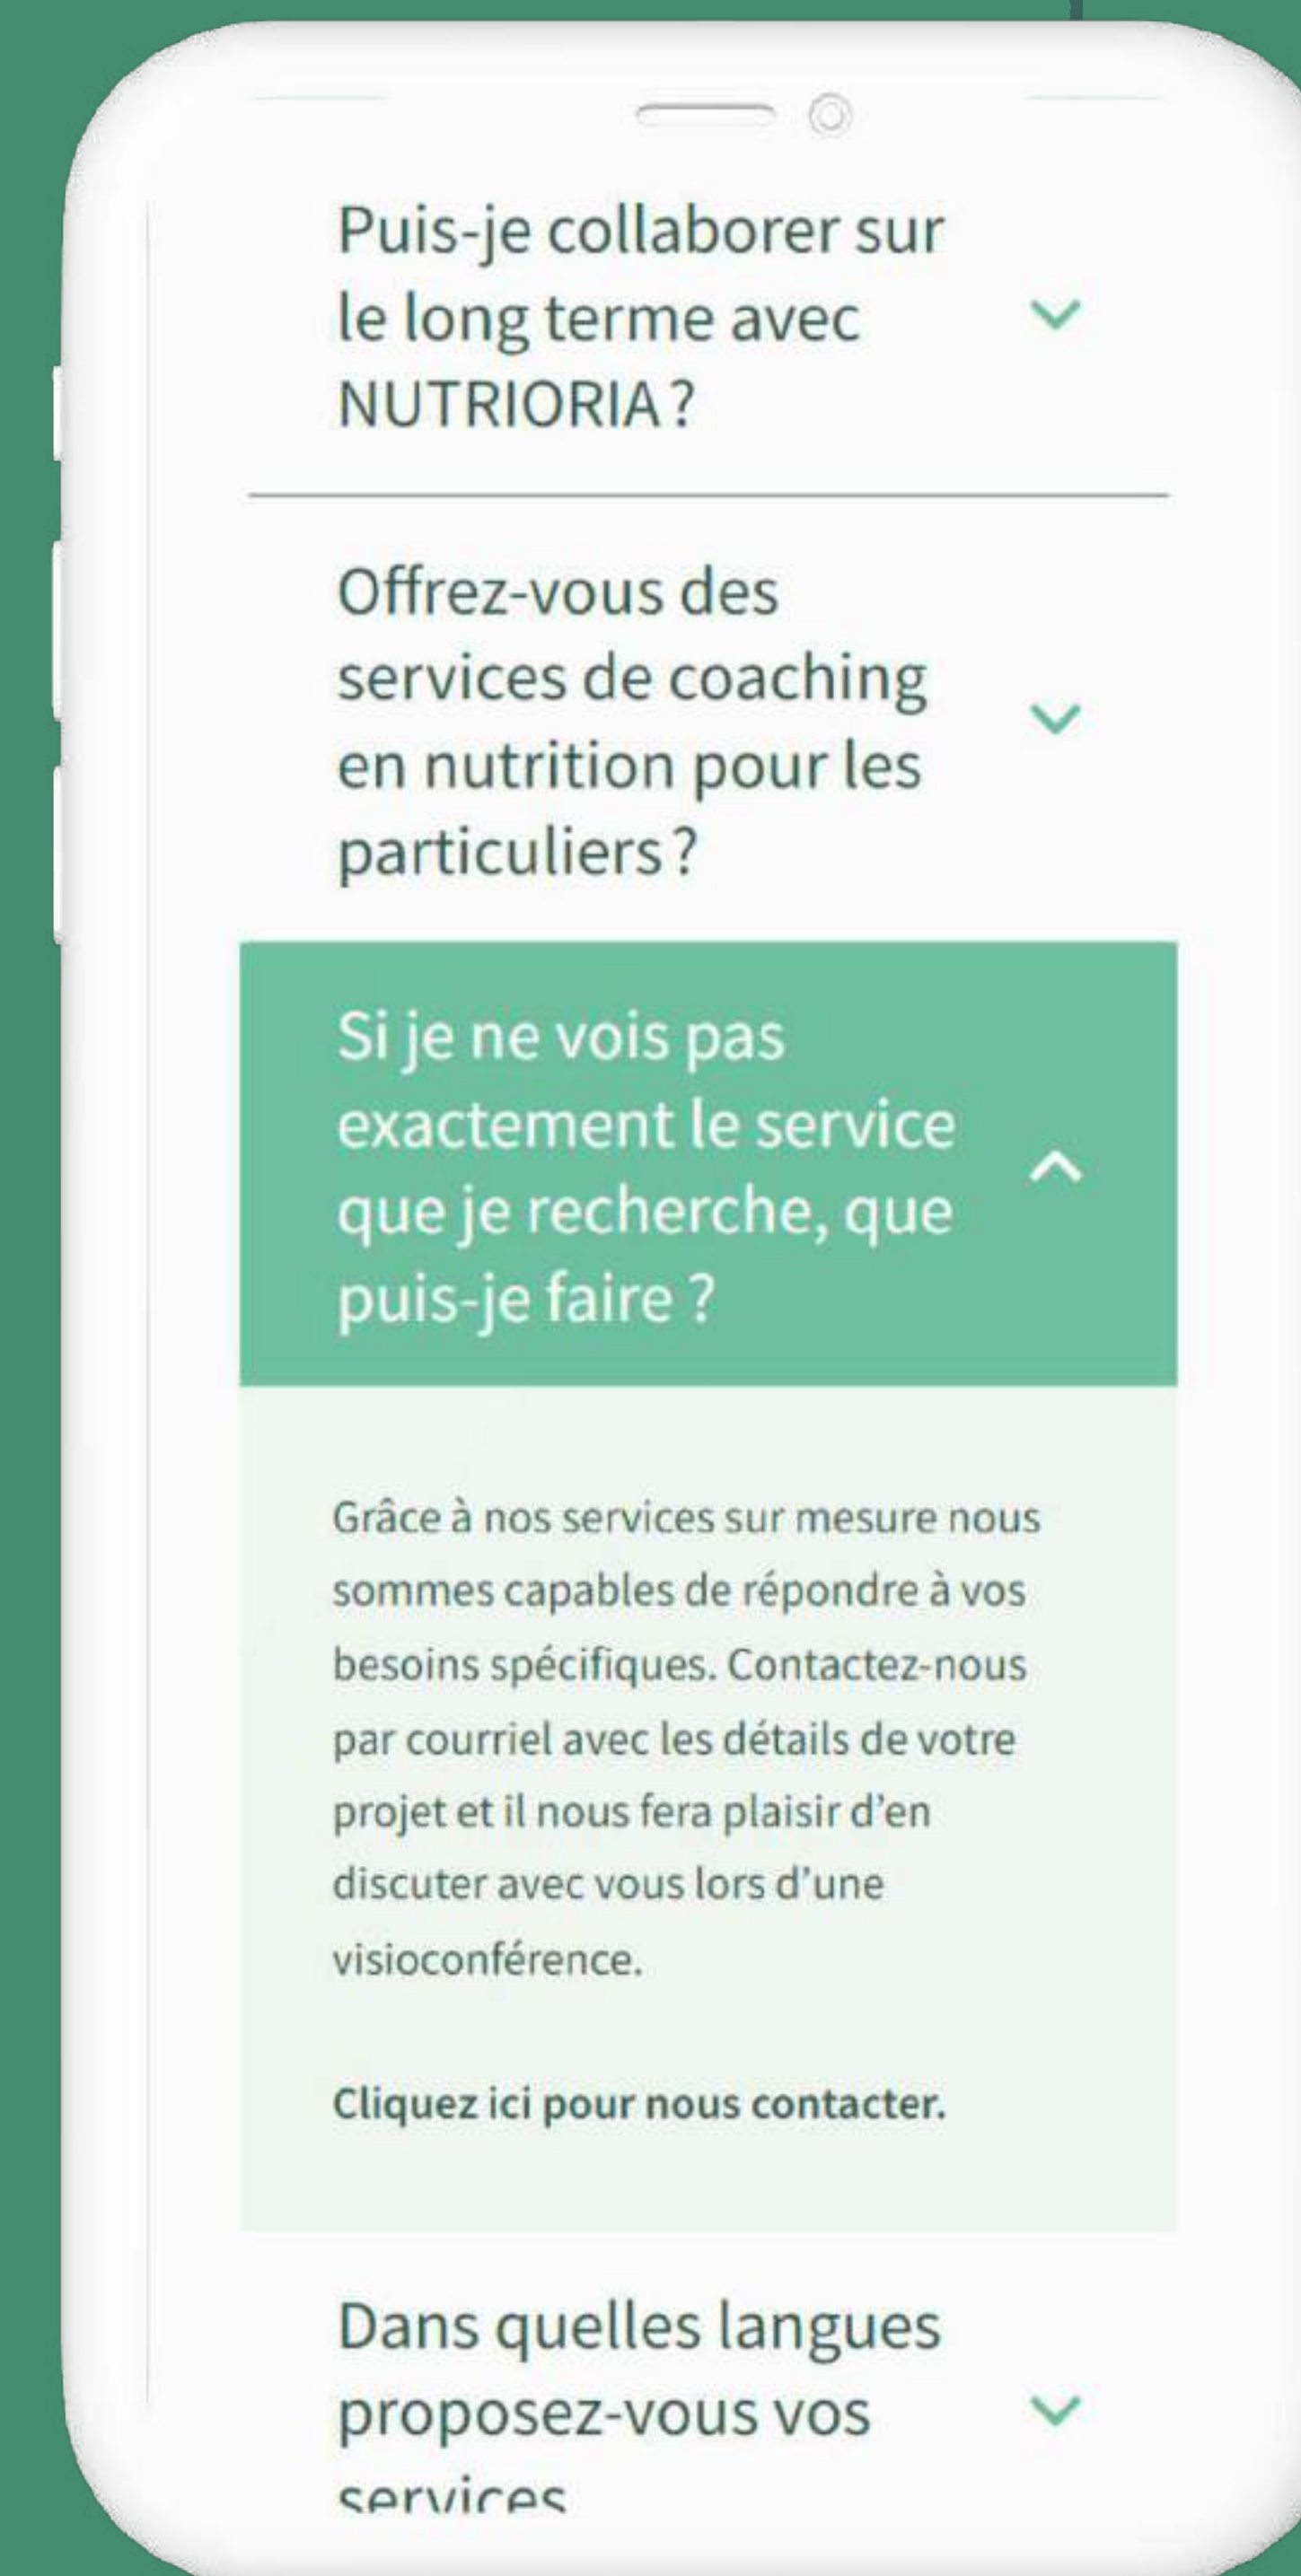 Puis-je collaborer sur
le long terme avec
NUTRIORIA ?
Offrez-vous des
services de coaching
en nutrition pour les
particuliers ?
Si je ne vois pas
exactement le service
que je recherche, que
puis-je faire ?
Grâce à nos services sur mesure nous
sommes capables de répondre à vos
besoins spécifiques. Contactez-nous
par courriel avec les détails de votre
projet et il nous fera plaisir d’en
discuter avec vous lors d’une
visioconférence.
Cliquez ici pour nous contacter.
Dans quelles langues
proposez-vous vos
services